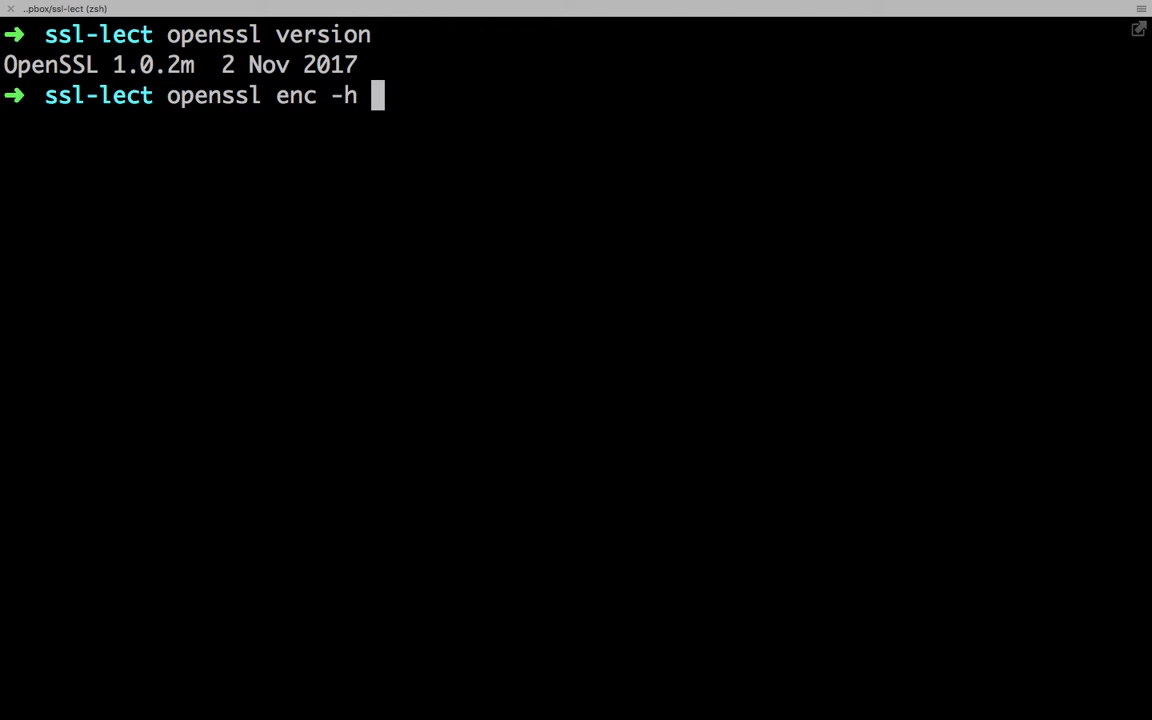 ..pbox/ssl-lect (zsh)
➜ ssl-lect openssl version
OpenSSL 1.0.2m  2 Nov 2017
➜ ssl-lect openssl enc -h